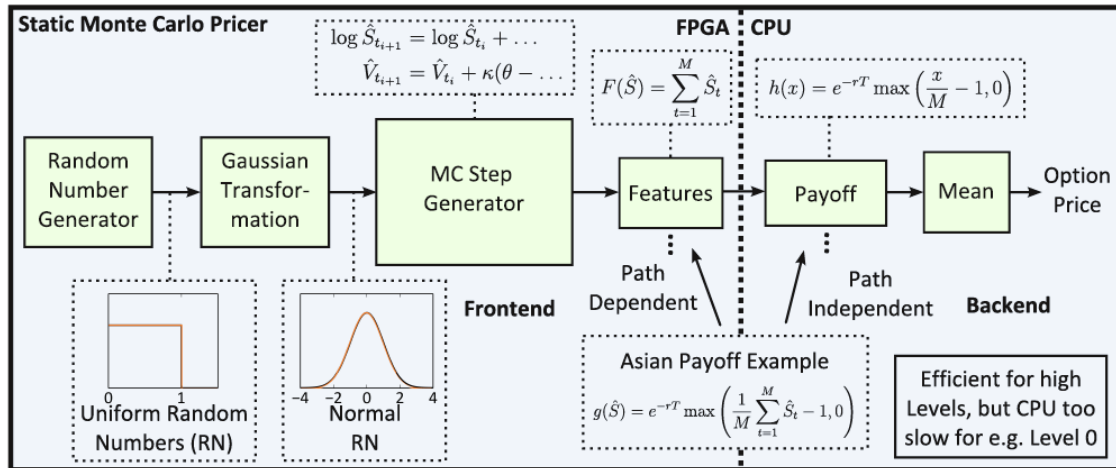 Static Monte Carlo Pricer
FPGA
CPU
log Ŝ_{t_{i+1}} = log Ŝ_{t_i} + ...
V̂_{t_{i+1}} = V̂_{t_i} + κ(θ − ...
F(Ŝ) = \sum_{t=1}^{M} Ŝ_t
h(x) = e^{−rT} max(\frac{x}{M} − 1, 0)
Random
Number
Generator
Gaussian
Transfor-
mation
MC Step
Generator
Features
Payoff
Mean
Option
Price
Path
Dependent
Path
Independent
Frontend
Backend
0 1
Uniform Random
Numbers (RN)
−4 −2 0 2 4
Normal
RN
Asian Payoff Example
g(Ŝ) = e^{−rT} max(\frac{1}{M} \sum_{t=1}^{M} Ŝ_t − 1, 0)
Efficient for high
Levels, but CPU too
slow for e.g. Level 0